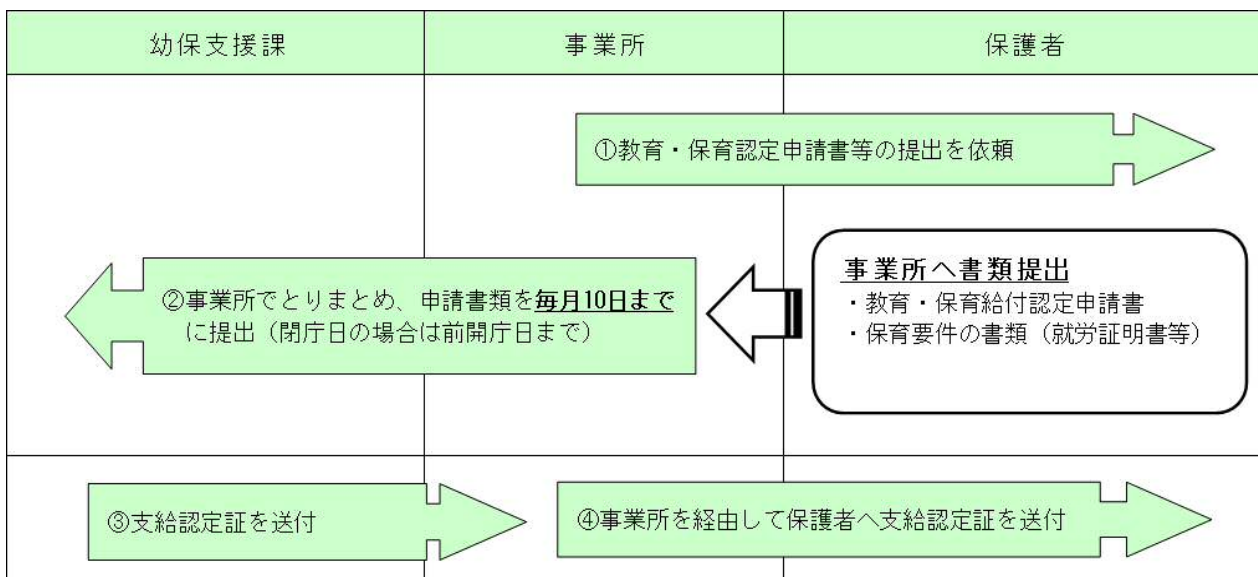 幼保支援課
事業所
保護者
①教育・保育認定申請書等の提出を依頼
事業所へ書類提出
・教育・保育給付認定申請書
・保育要件の書類（就労証明書等）
②事業所でとりまとめ、申請書類を毎月10日まで
に提出（閉庁日の場合は前開庁日まで）
③支給認定証を送付
④事業所を経由して保護者へ支給認定証を送付